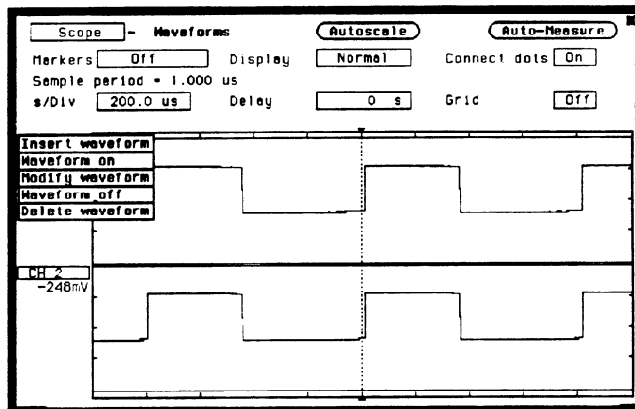 Scope - Waveforms Autoscale Auto-Measure
Markers Off Display Normal Connect dots On
Sample period = 1.000 us
s/Div 200.0 us Delay 0 s Grid Off
Insert waveform
Waveform on
Modify waveform
Waveform off
Delete waveform
CH 2
-248mV